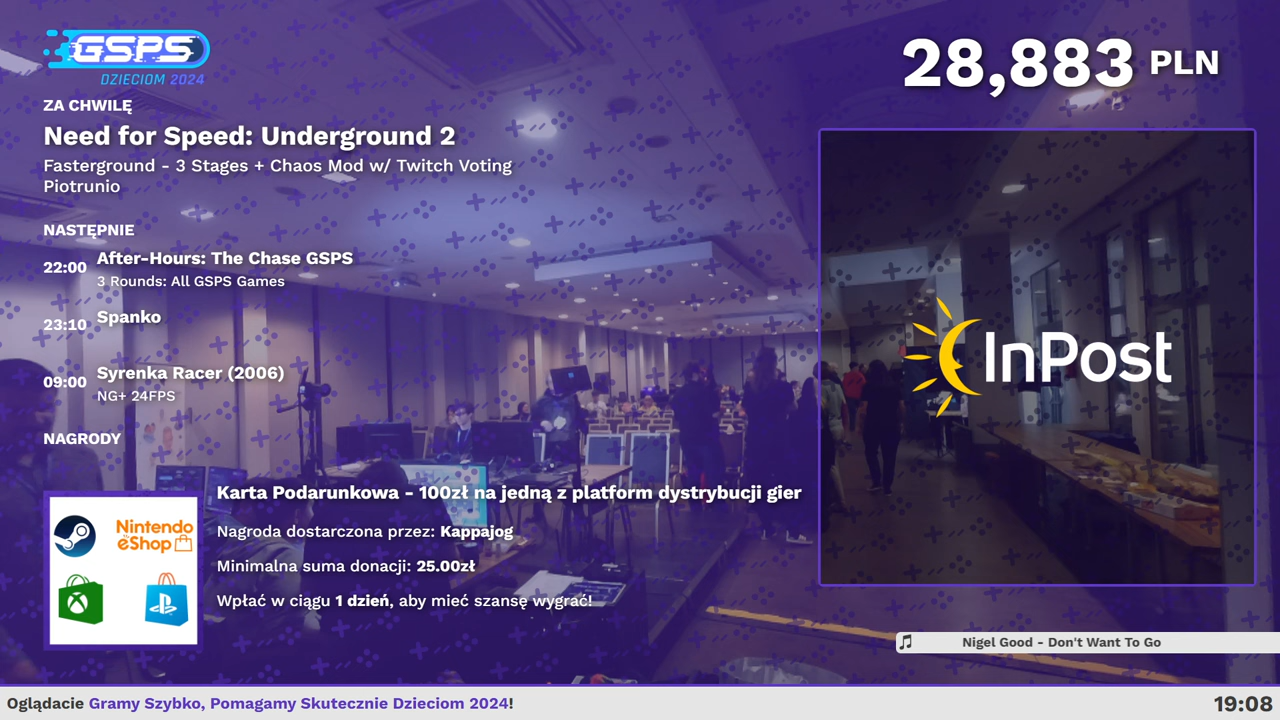 GSPS
DZIECIOM 2024
28,883 PLN
ZA CHWILĘ
Need for Speed: Underground 2
Fasterground - 3 Stages + Chaos Mod w/ Twitch Voting
Piotrunio
NASTĘPNIE
22:00 After-Hours: The Chase GSPS
3 Rounds: All GSPS Games
23:10 Spanko
09:00 Syrenka Racer (2006)
NG+ 24FPS
InPost
NAGRODY
Nintendo
eShop
Karta Podarunkowa - 100zł na jedną z platform dystrybucji gier
Nagroda dostarczona przez: Kappajog
Minimalna suma donacji: 25.00zł
Wpłać w ciągu 1 dzień, aby mieć szansę wygrać!
Nigel Good - Don't Want To Go
Oglądacie Gramy Szybko, Pomagamy Skutecznie Dzieciom 2024!
19:08